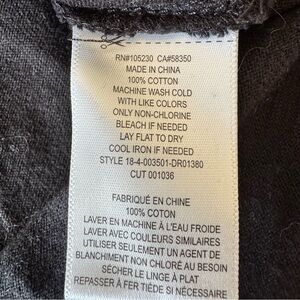 RN#105230 CA#58350
MADE IN CHINA
100% COTTON
MACHINE WASH COLD
WITH LIKE COLORS
ONLY NON-CHLORINE
BLEACH IF NEEDED
LAY FLAT TO DRY
COOL IRON IF NEEDED
STYLE 18-4-003501-DR01380
CUT 001036
FABRIQUÉ EN CHINE
100% COTON
LAVER EN MACHINE À L'EAU FROIDE
LAVER AVEC COULEURS SIMILAIRES
UTILISER SEULEMENT UN AGENT DE
BLANCHIMENT NON CHLORÉ AU BESOIN
SÉCHER LE LINGE À PLAT
REPASSER À FER TIÈDE SI NÉCESSAIRE